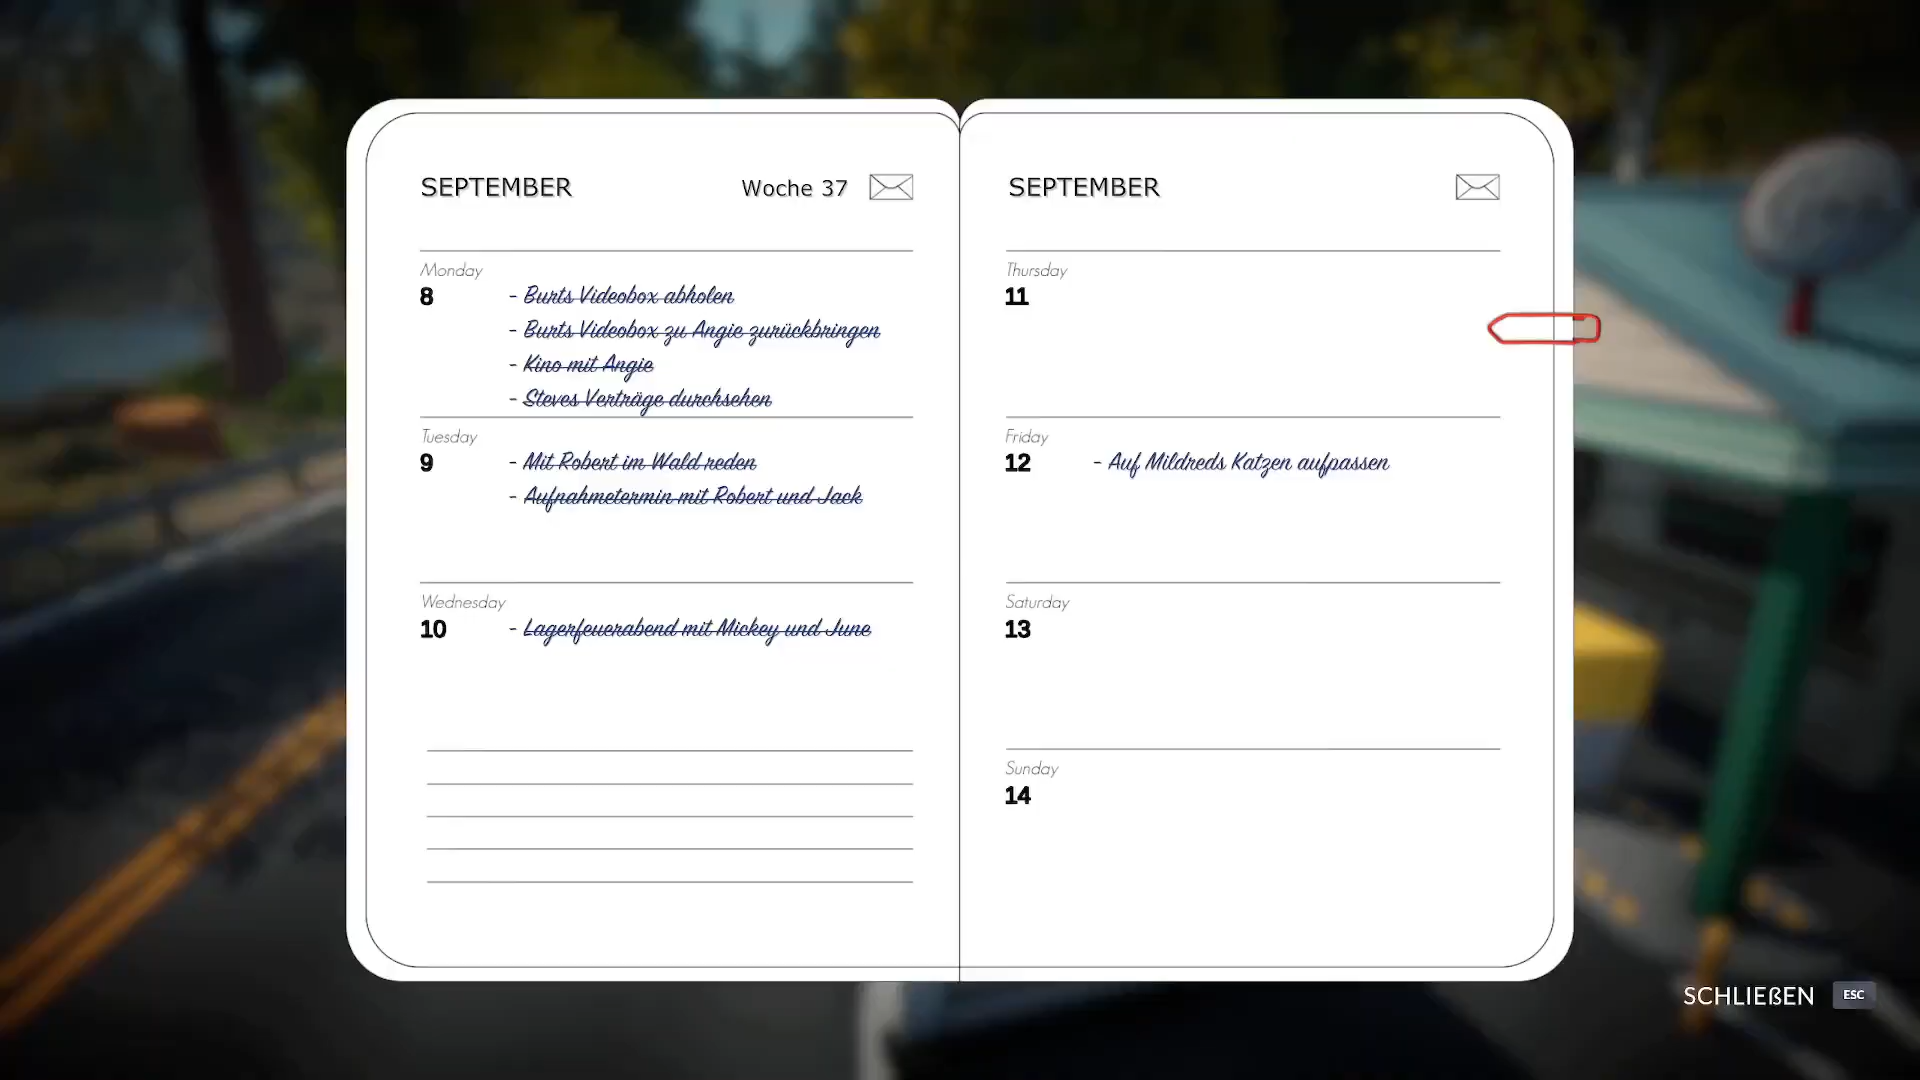 SEPTEMBER Woche 37
Monday
8
- Burts Videobox abholen
- Burts Videobox zu Angie zurückbringen
- Kino mit Angie
- Steves Verträge durchsehen
Tuesday
9
- Mit Robert im Wald reden
- Aufnahmetermin mit Robert und Jack
Wednesday
10
- Lagerfeuerabend mit Mickey und June
SEPTEMBER
Thursday
11
Friday
12
- Auf Mildreds Katzen aufpassen
Saturday
13
Sunday
14
SCHLIEẞEN ESC